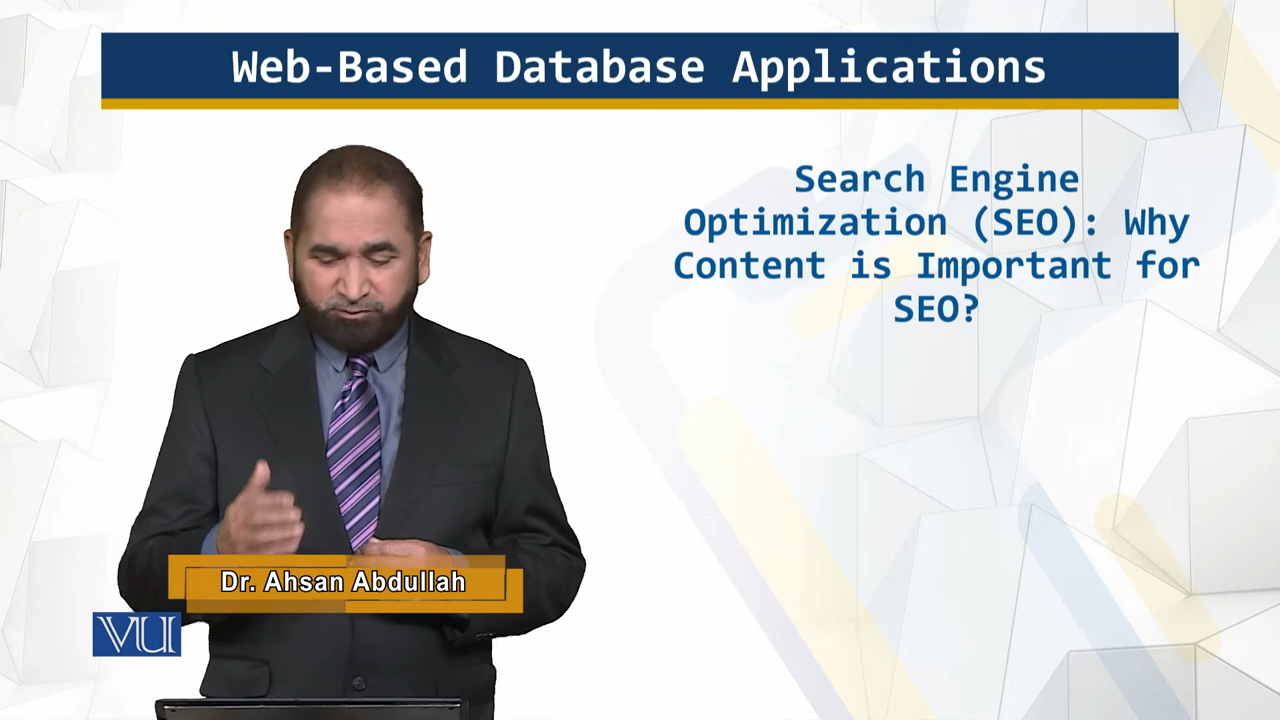 Web-Based Database Applications
Search Engine
Optimization (SEO): Why
Content is Important for
SEO?
Dr. Ahsan Abdullah
VU